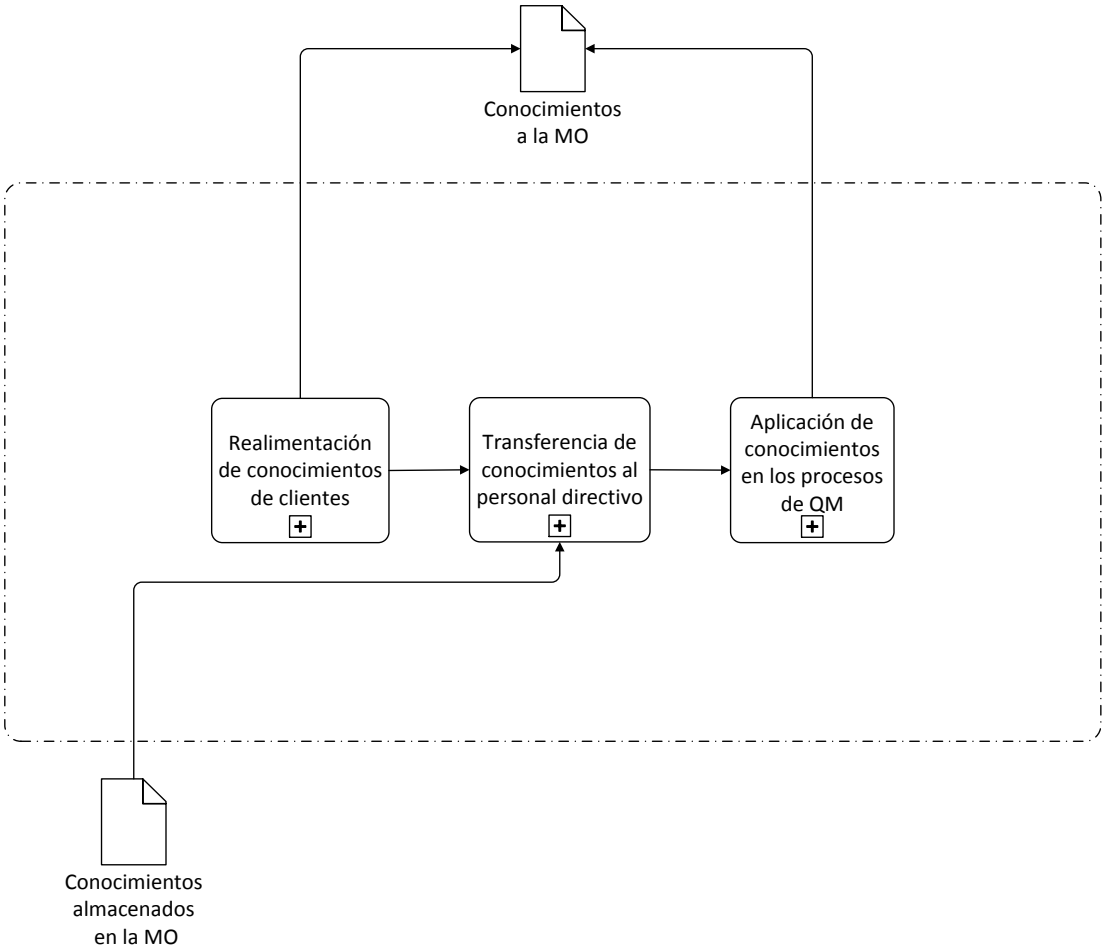 Conocimientos
a la MO
Realimentación
de conocimientos
de clientes
Transferencia de
conocimientos al
personal directivo
Aplicación de
conocimientos
en los procesos
de QM
Conocimientos
almacenados
en la MO